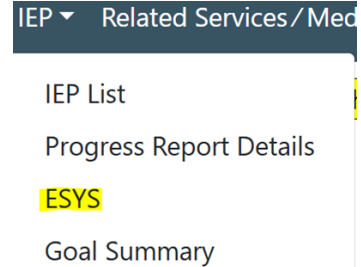 IEP Related Services/Med
IEP List
Progress Report Details
ESYS
Goal Summary